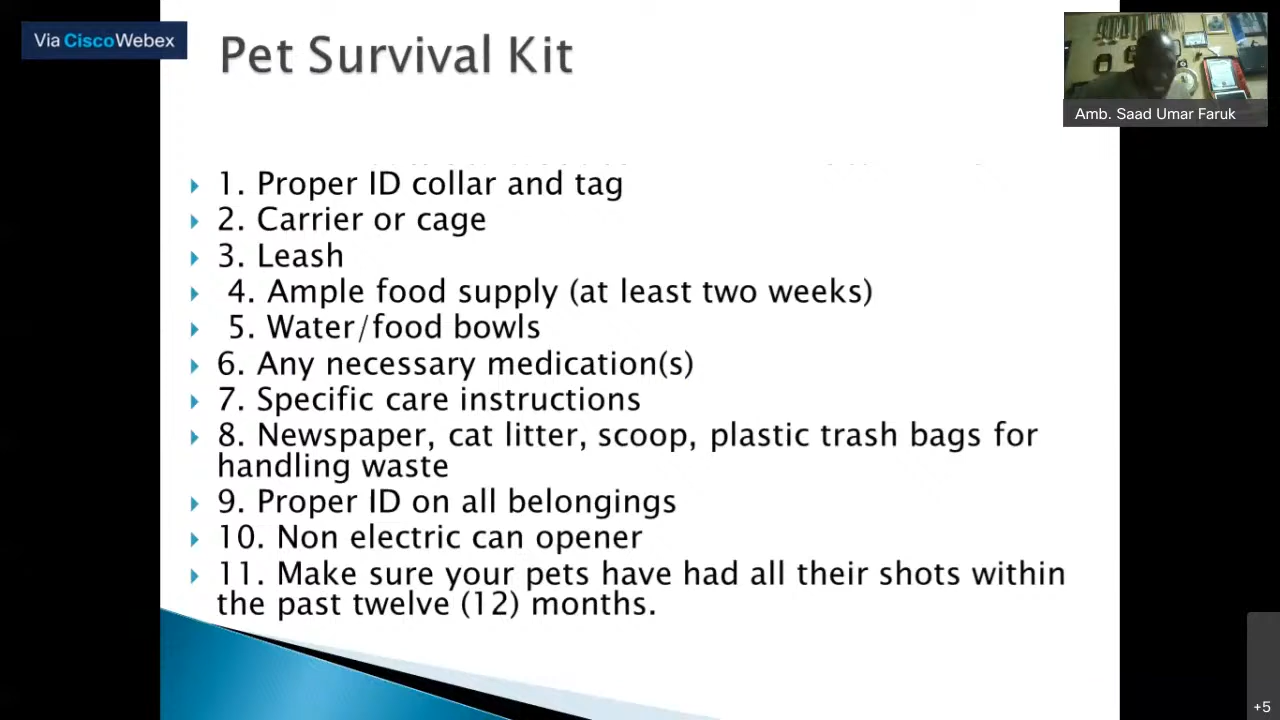 Via Cisco Webex
Pet Survival Kit
Amb. Saad Umar Faruk
1. Proper ID collar and tag
2. Carrier or cage
3. Leash
4. Ample food supply (at least two weeks)
5. Water/food bowls
6. Any necessary medication(s)
7. Specific care instructions
8. Newspaper, cat litter, scoop, plastic trash bags for
handling waste
9. Proper ID on all belongings
10. Non electric can opener
11. Make sure your pets have had all their shots within
the past twelve (12) months.
+5